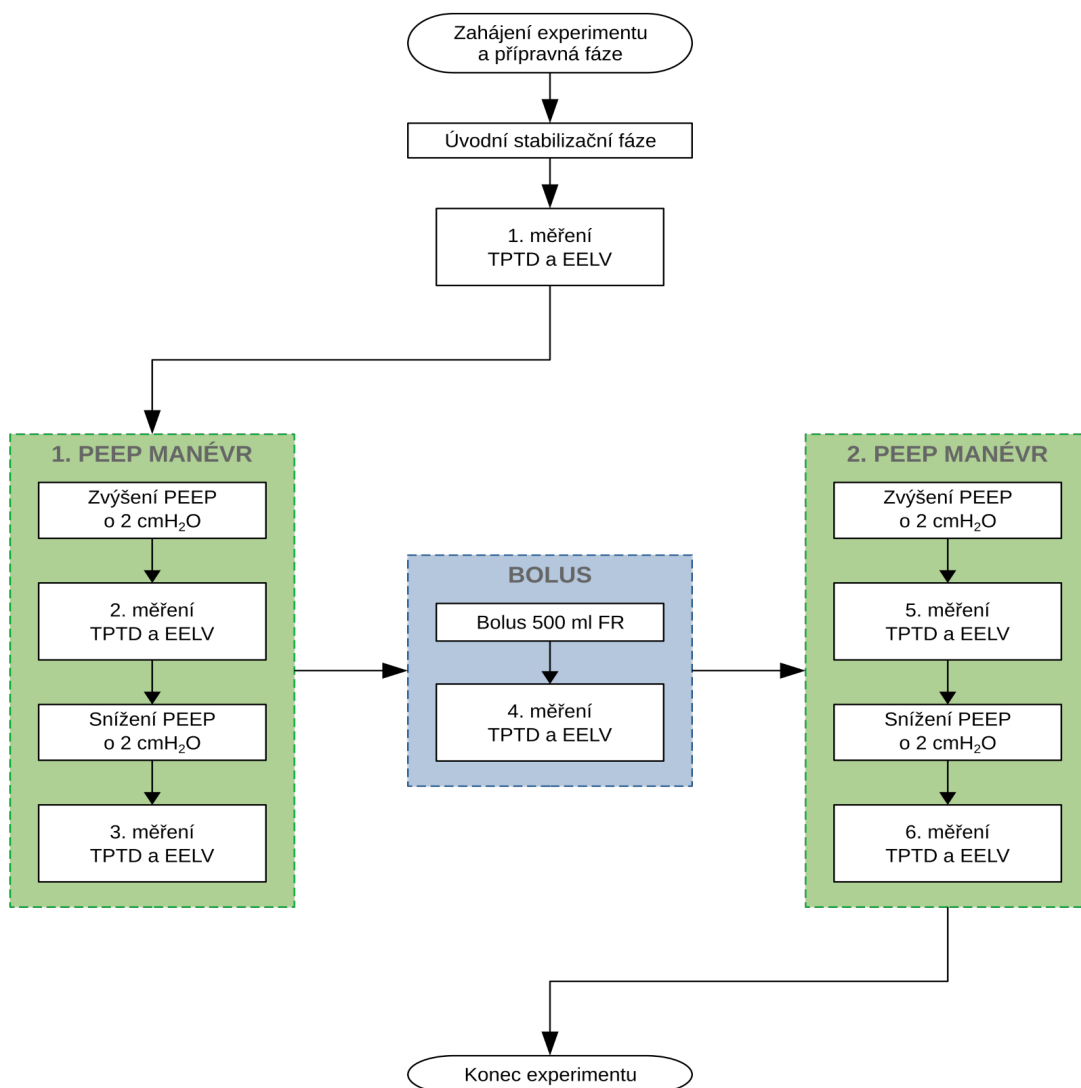 Zahájení experimentu
a přípravná fáze
Úvodní stabilizační fáze
1. měření
TPTD a EELV
1. PEEP MANÉVR
Zvýšení PEEP
o 2 cmH₂O
2. měření
TPTD a EELV
Snížení PEEP
o 2 cmH₂O
3. měření
TPTD a EELV
BOLUS
Bolus 500 ml FR
4. měření
TPTD a EELV
2. PEEP MANÉVR
Zvýšení PEEP
o 2 cmH₂O
5. měření
TPTD a EELV
Snížení PEEP
o 2 cmH₂O
6. měření
TPTD a EELV
Konec experimentu